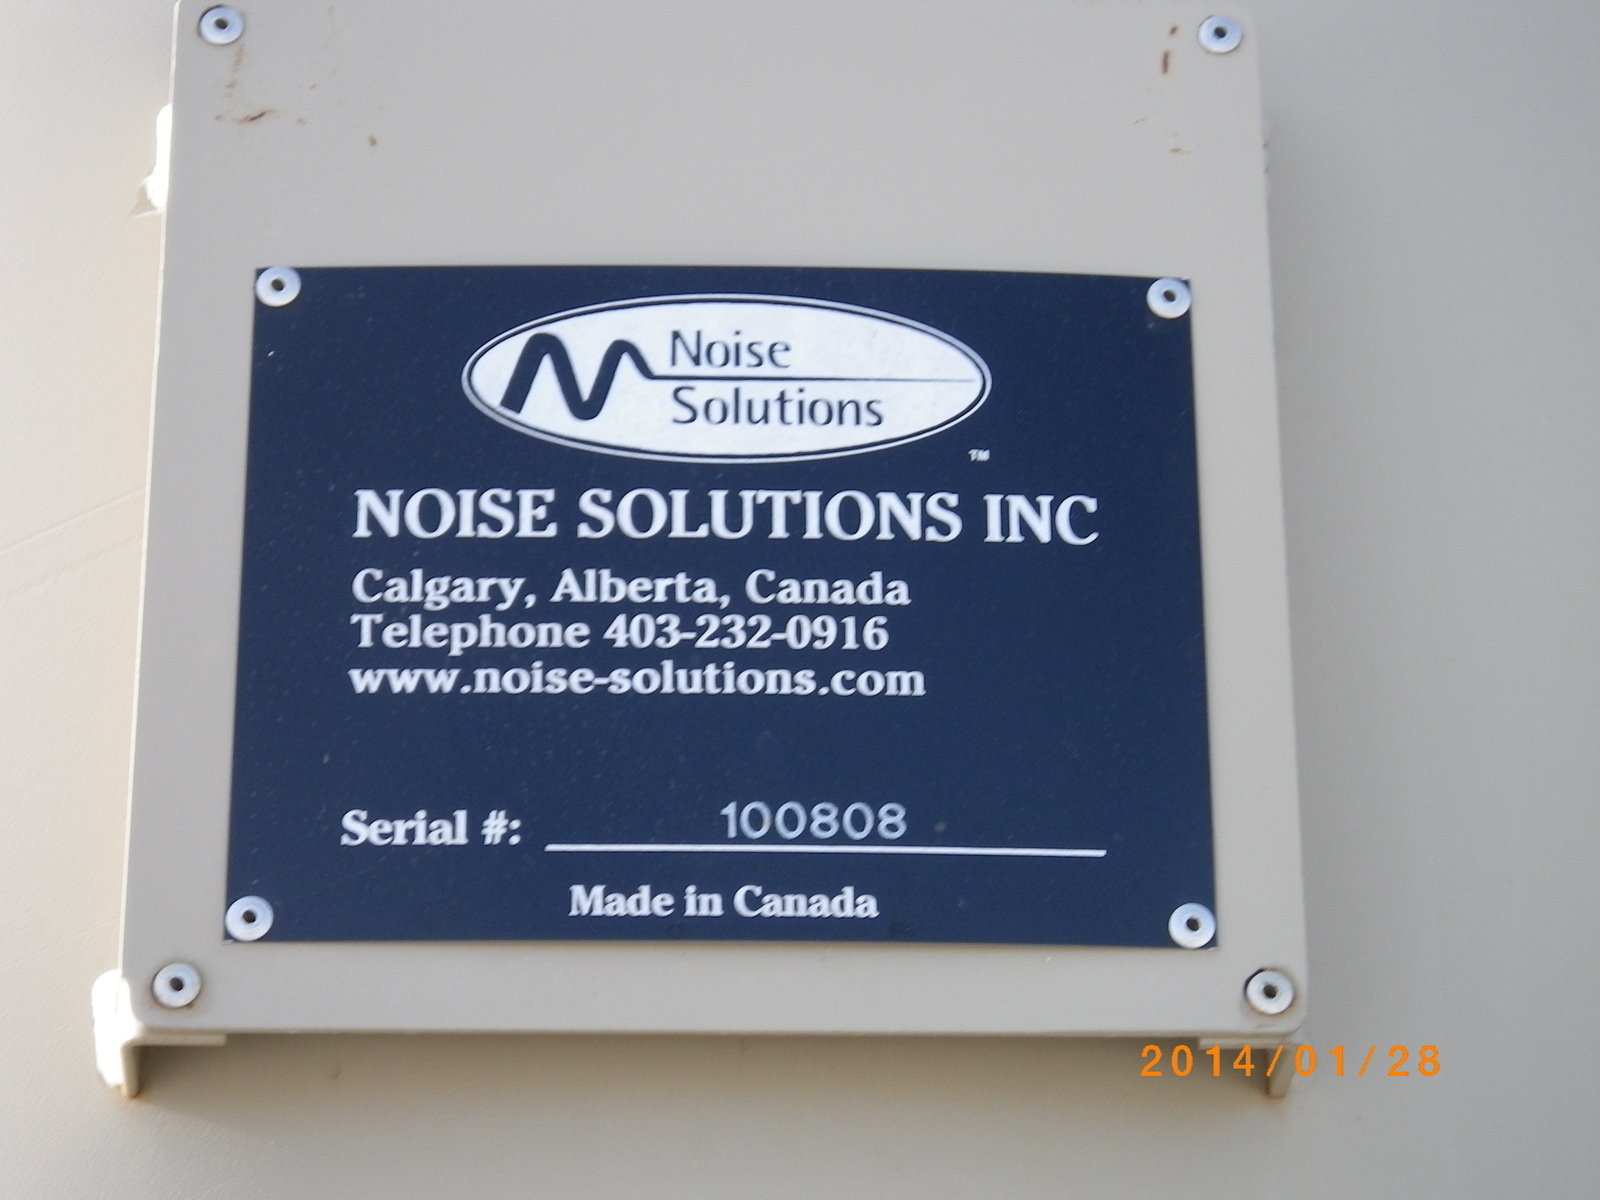 Noise
Solutions
TM
NOISE SOLUTIONS INC
Calgary, Alberta, Canada
Telephone 403-232-0916
www.noise-solutions.com
Serial #: 100808
Made in Canada
2014/01/28